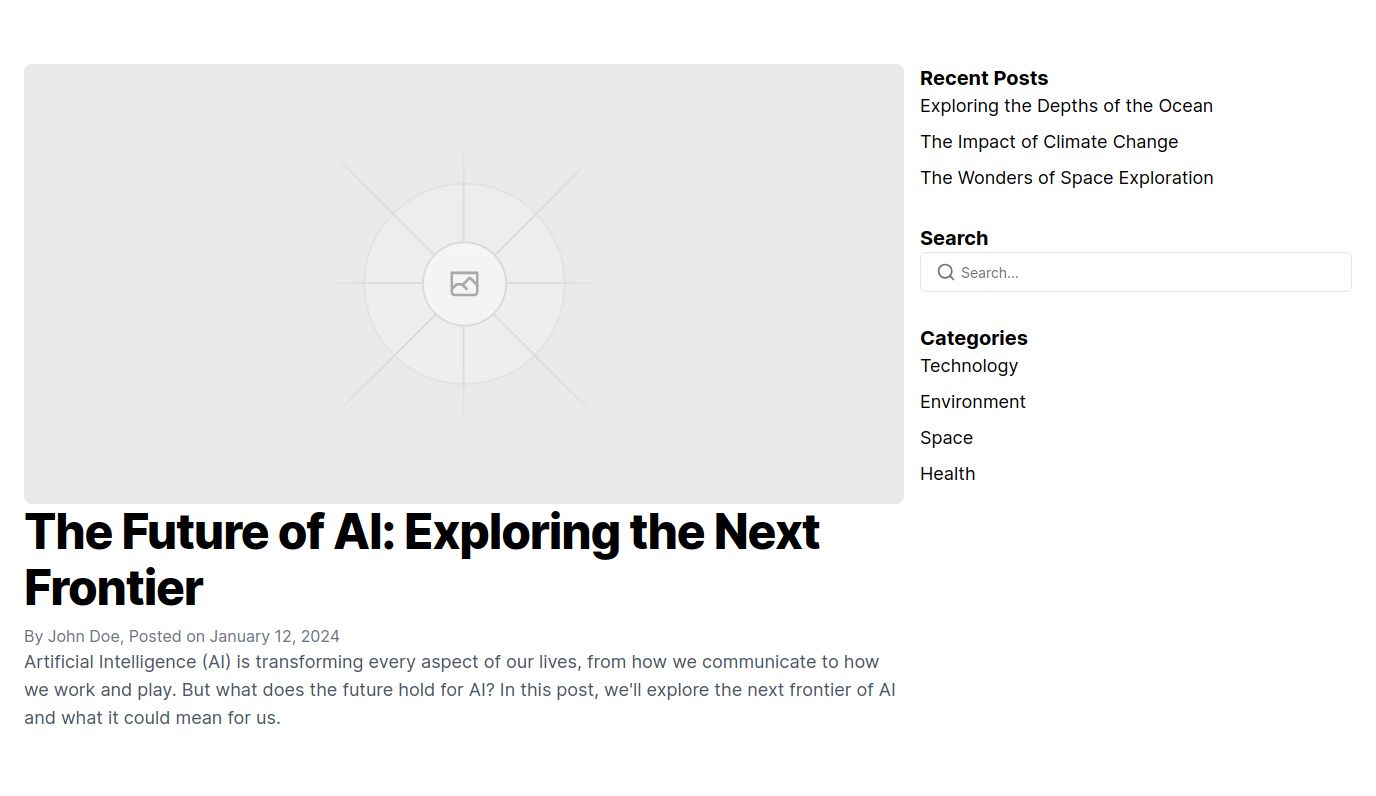 The Future of AI: Exploring the Next
Frontier
By John Doe, Posted on January 12, 2024
Artificial Intelligence (AI) is transforming every aspect of our lives, from how we communicate to how
we work and play. But what does the future hold for AI? In this post, we'll explore the next frontier of AI
and what it could mean for us.
Recent Posts
Exploring the Depths of the Ocean
The Impact of Climate Change
The Wonders of Space Exploration
Search
Search...
Categories
Technology
Environment
Space
Health